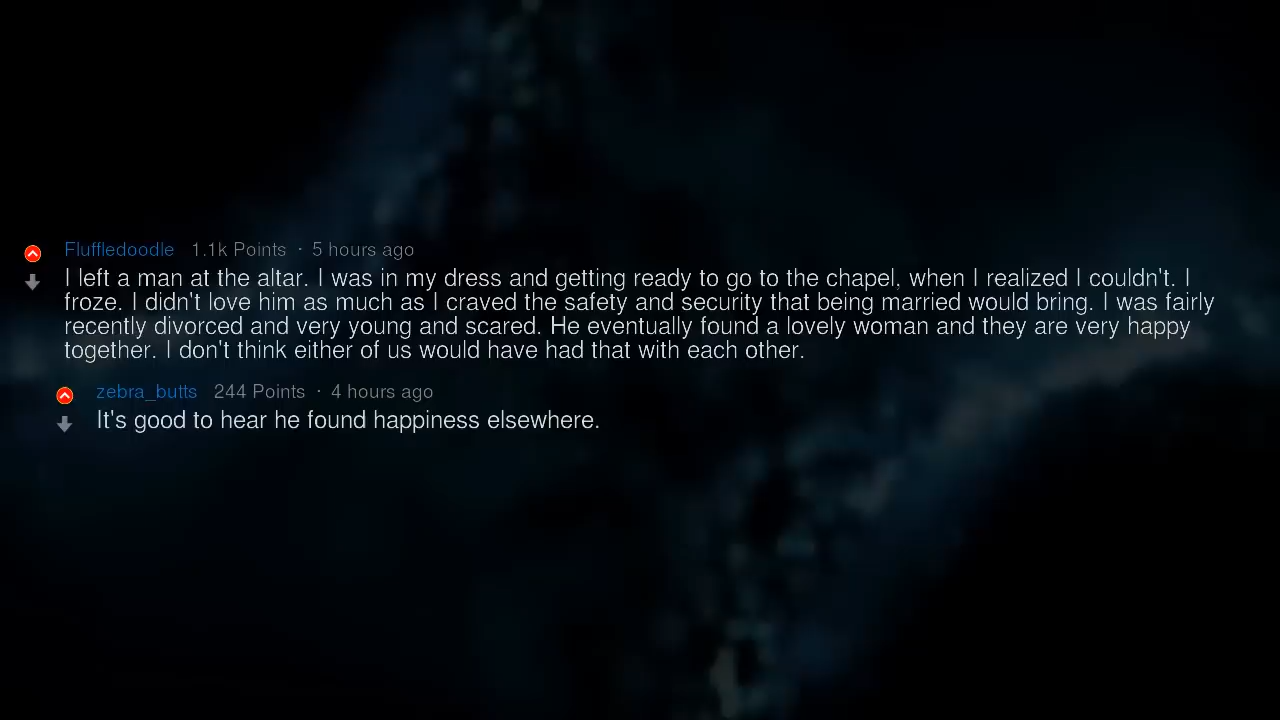 Fluffledoodle 1.1k Points · 5 hours ago
I left a man at the altar. I was in my dress and getting ready to go to the chapel, when I realized I couldn't. I
froze. I didn't love him as much as I craved the safety and security that being married would bring. I was fairly
recently divorced and very young and scared. He eventually found a lovely woman and they are very happy
together. I don't think either of us would have had that with each other.
zebra_butts 244 Points · 4 hours ago
It's good to hear he found happiness elsewhere.